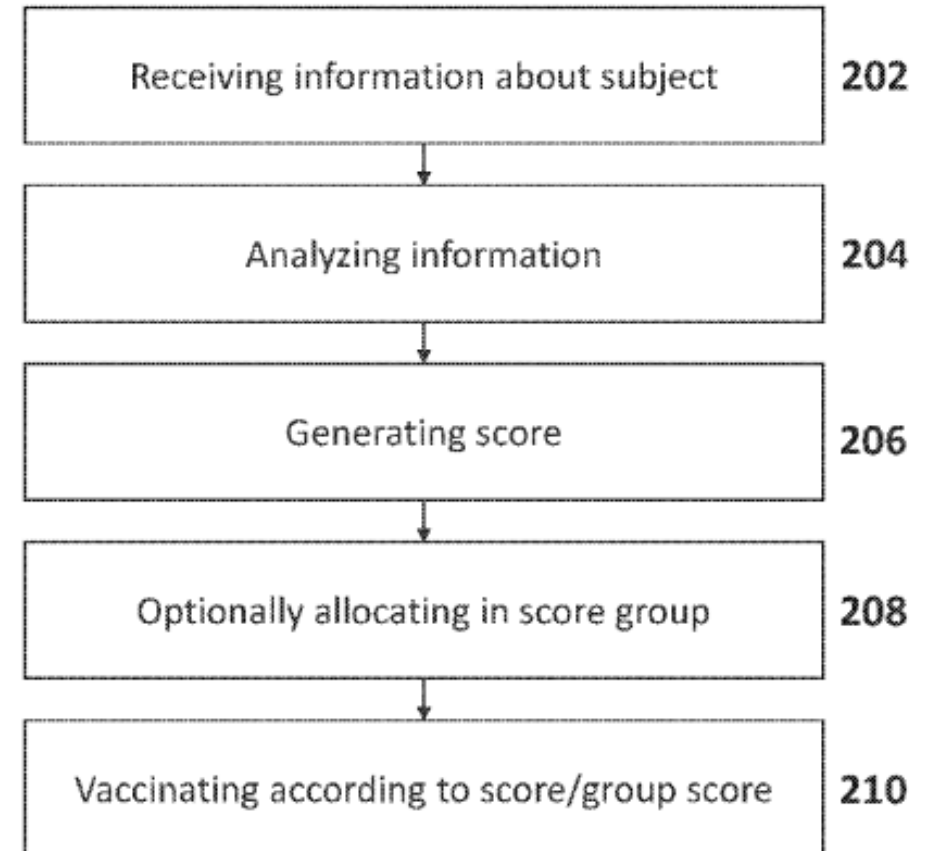 Receiving information about subject 202
Analyzing information 204
Generating score 206
Optionally allocating in score group 208
Vaccinating according to score/group score 210